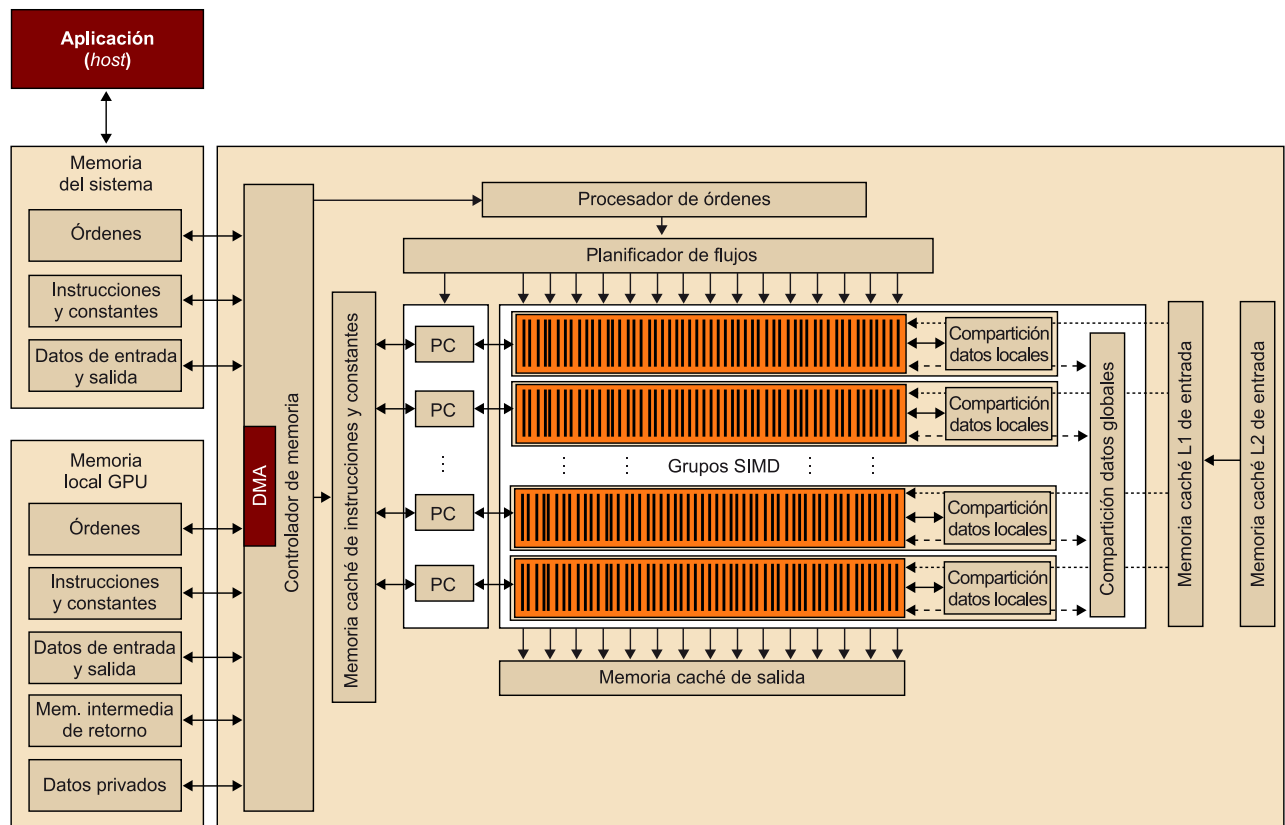 Aplicación
(host)
Memoria
del sistema
Órdenes
Instrucciones
y constantes
Datos de entrada
y salida
Memoria
local GPU
Órdenes
Instrucciones
y constantes
Datos de entrada
y salida
Mem. intermedia
de retorno
Datos privados
DMA
Controlador de memoria
Memoria caché de instrucciones y constantes
Procesador de órdenes
Planificador de flujos
PC
PC
PC
PC
Compartición
datos locales
Compartición
datos locales
Grupos SIMD
Compartición
datos locales
Compartición
datos locales
Compartición datos globales
Memoria caché L1 de entrada
Memoria caché L2 de entrada
Memoria caché de salida